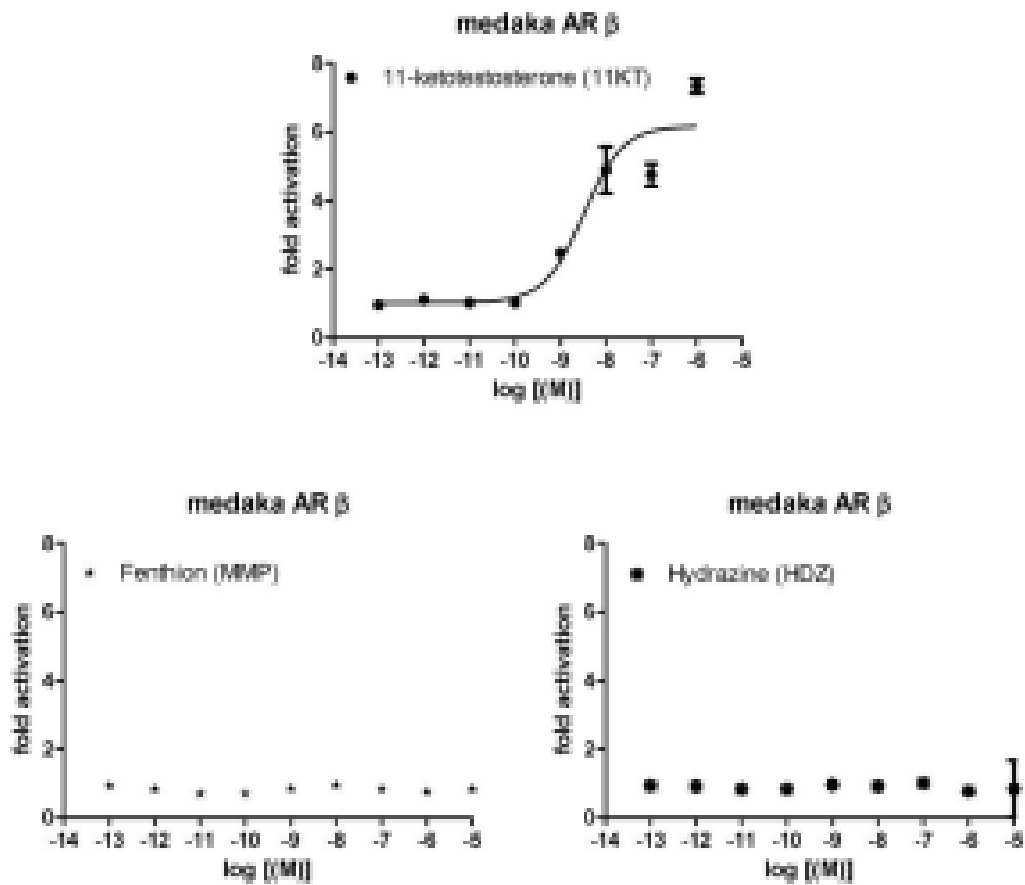 medaka AR β
8
11-ketotestosterone (11KT)
6
4
2
0
fold activation
-14 -13 -12 -11 -10 -9 -8 -7 -6 -5
log [(M)]
medaka AR β
8
Fenthion (MMP)
6
4
2
0
fold activation
-14 -13 -12 -11 -10 -9 -8 -7 -6 -5
log [(M)]
medaka AR β
8
Hydrazine (HDZ)
6
4
2
0
fold activation
-14 -13 -12 -11 -10 -9 -8 -7 -6 -5
log [(M)]